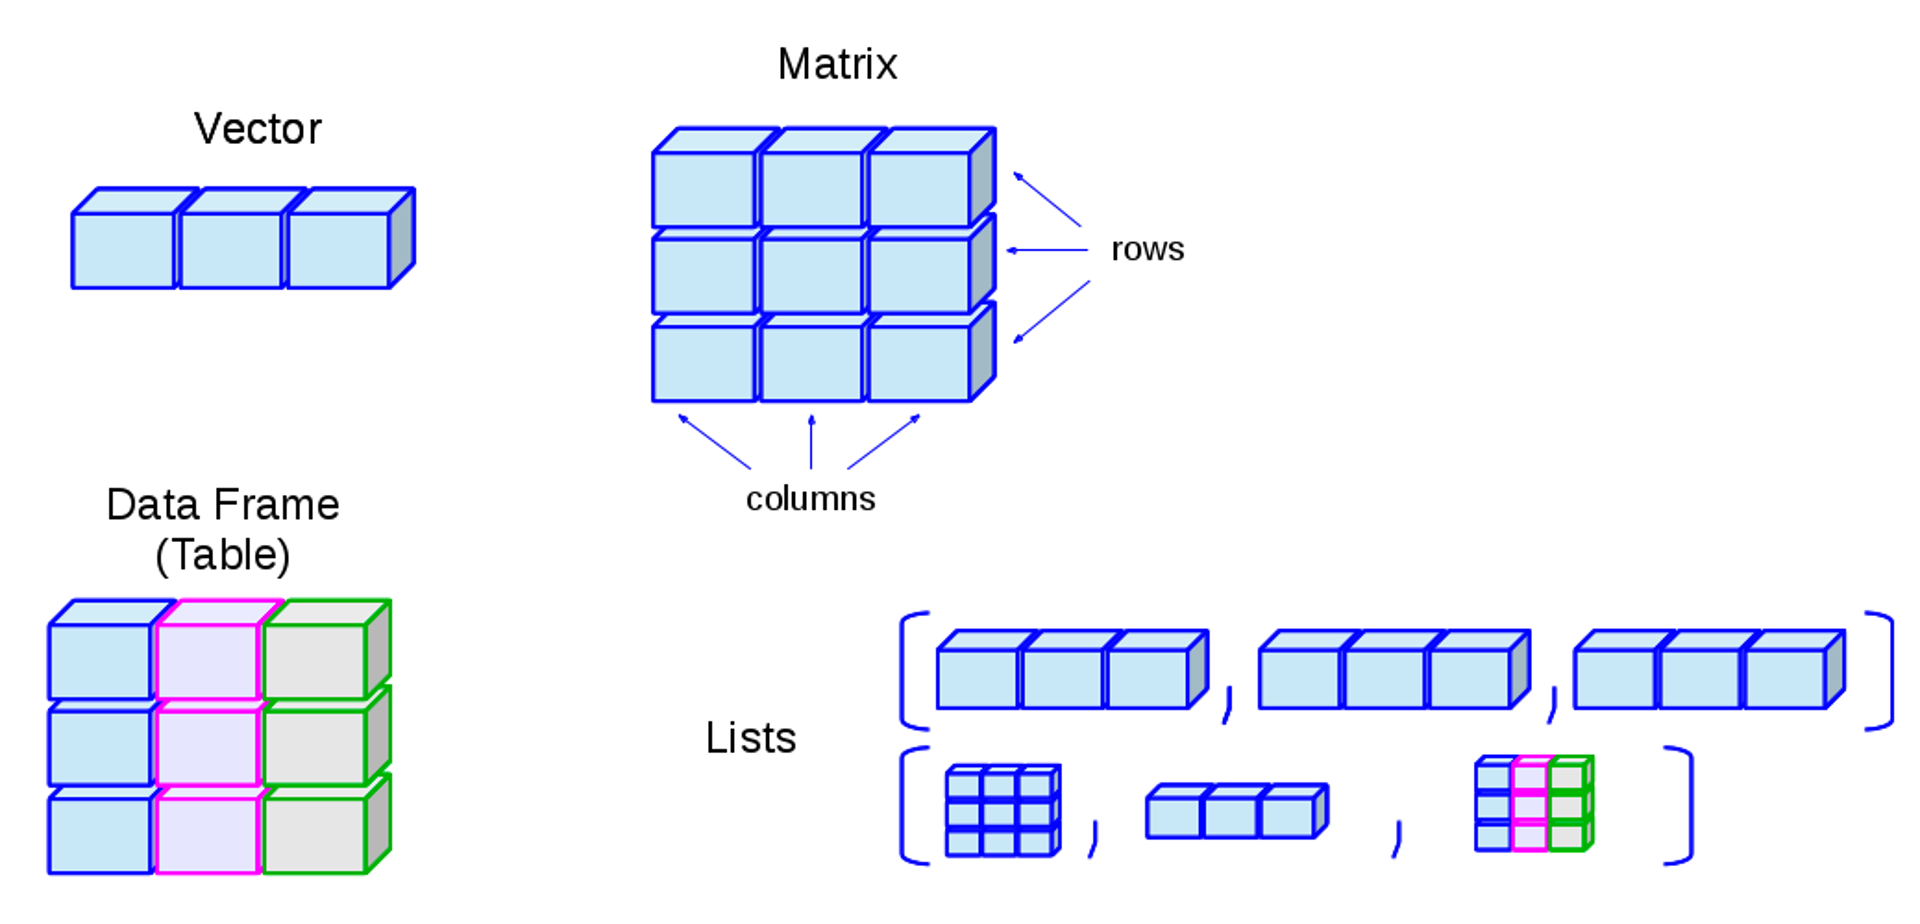 Matrix
Vector
rows
columns
Data Frame
(Table)
Lists